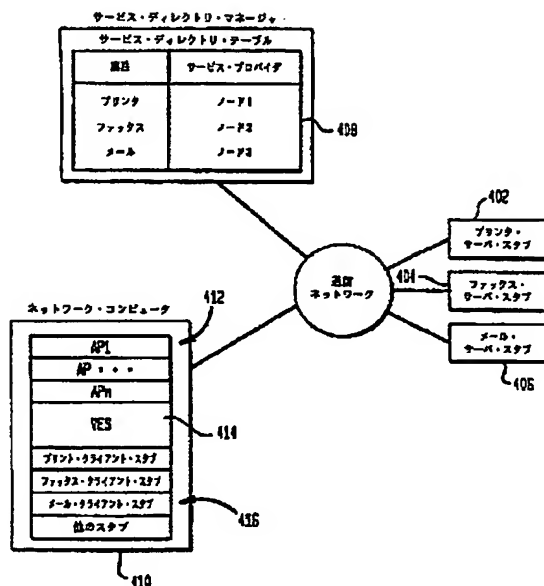 サービス・ディレクトリ・マネージャ
サービス・ディレクトリ・テーブル
サービス・プロバイダ
プリンタ
ノード1
ファックス
ノード2
メール
ノード3
408
402
プリンタ・
サーバ・スタブ
404
ファックス・
サーバ・スタブ
メール・
サーバ・スタブ
406
通信
ネットワーク
ネットワーク・コンピュータ
412
AP1
AP・・・
APn
414
プリント・クライアント・スタブ
ファックス・クライアント・スタブ
メール・クライアント・スタブ
416
他のスタブ
410